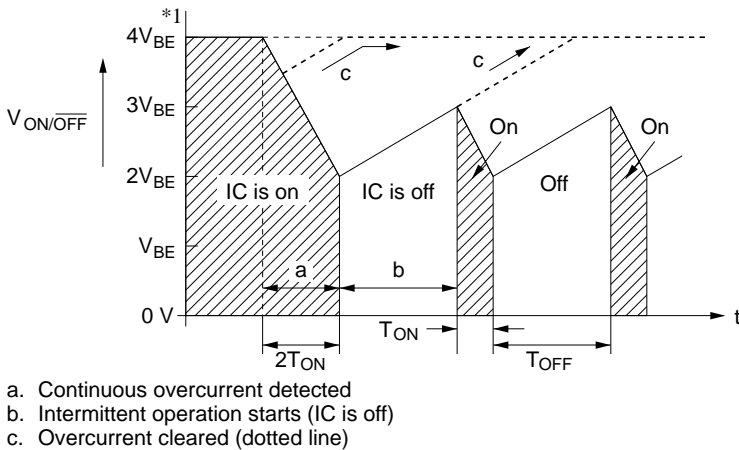 *1
4VBE
c
c
3VBE
VON/OFF
On
On
2VBE
IC is on
IC is off
Off
VBE
a
b
0 V
t
TON
2TON
TOFF
a. Continuous overcurrent detected
b. Intermittent operation starts (IC is off)
c. Overcurrent cleared (dotted line)